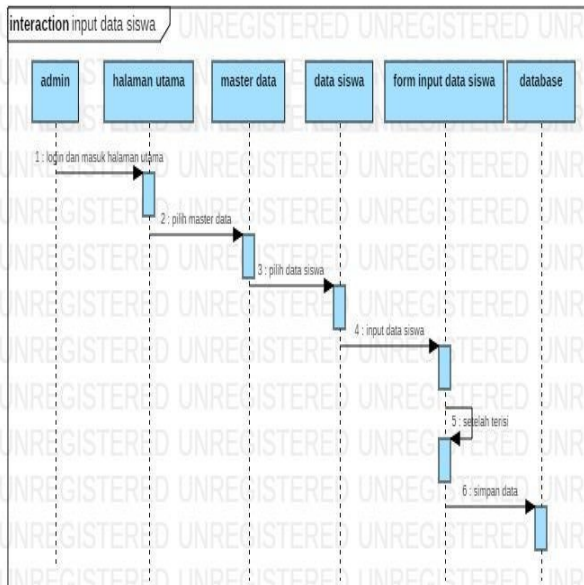 interaction input data siswa
admin
halaman utama
master data
data siswa
form input data siswa
database
1 : login dan masuk halaman utama
2 : pilih master data
3 : pilih data siswa
4 : input data siswa
5 : setelah terisi
6 : simpan data
UNREGISTERED